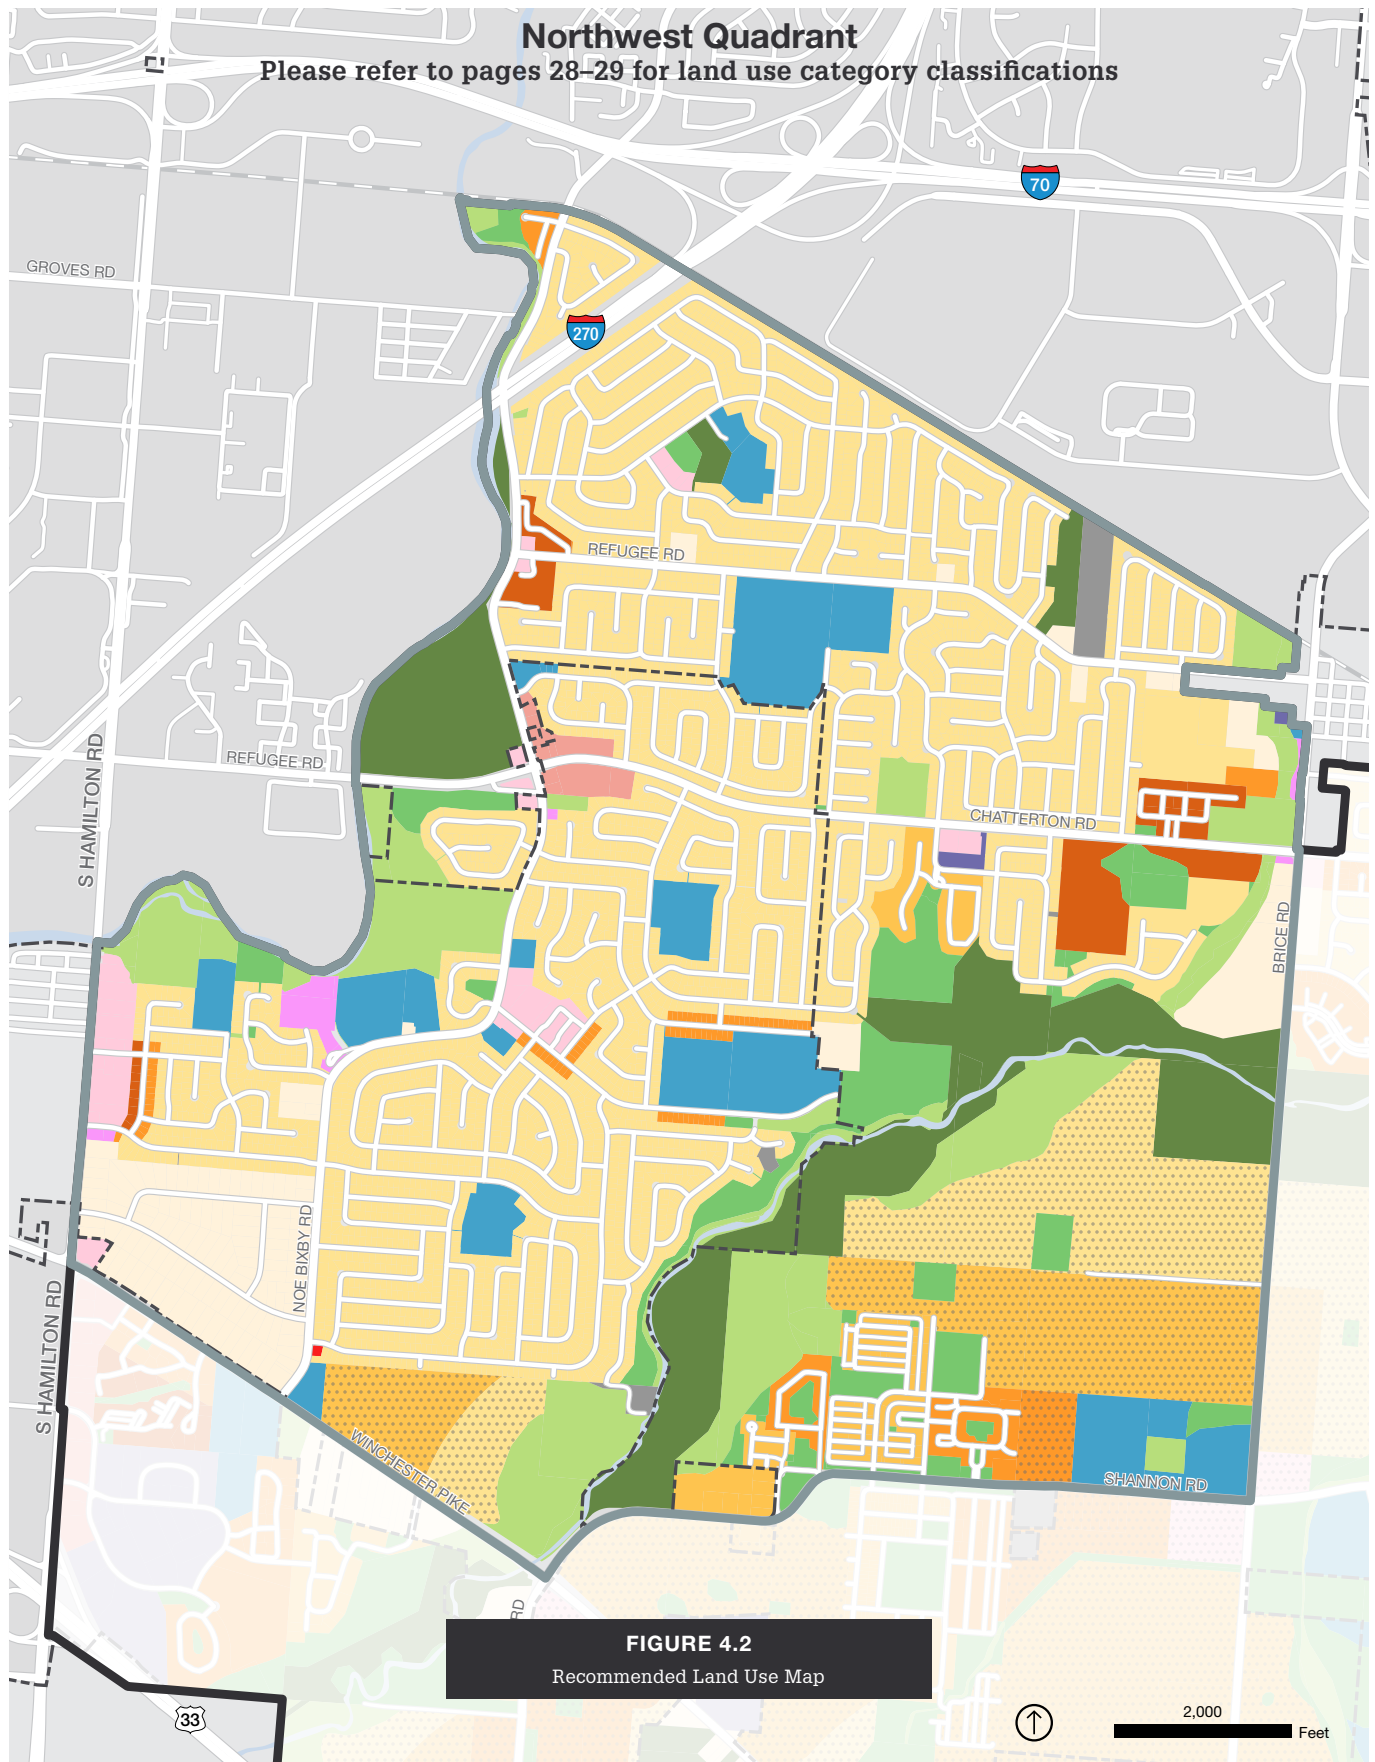 Northwest Quadrant
Please refer to pages 28–29 for land use category classifications
70
GROVES RD
270
REFUGEE RD
S HAMILTON RD
REFUGEE RD
CHATTERTON RD
BRICE RD
NOE BIXBY RD
S HAMILTON RD
WINCHESTER PIKE
SHANNON RD
RD
FIGURE 4.2
Recommended Land Use Map
33
2,000
Feet